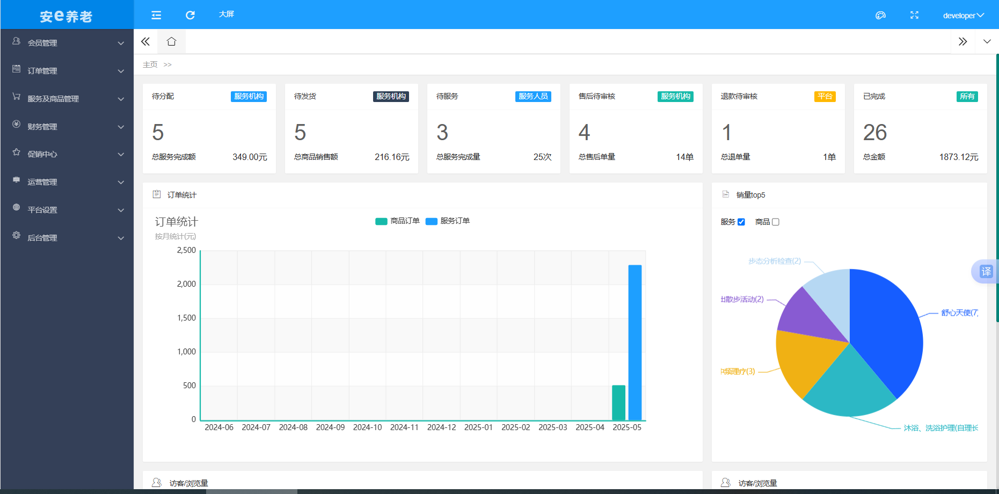 安e养老
大屏
developer
会员管理
订单管理
服务及商品管理
财务管理
促销中心
运营管理
平台设置
后台管理
主页 >>
待分配 服务机构
5
总服务完成额 349.00元
待发货 服务机构
5
总商品销售额 216.16元
待服务 服务人员
3
总服务完成量 25次
售后待审核 服务机构
4
总售后单量 14单
退款待审核 平台
1
总退单量 1单
已完成 所有
26
总金额 1873.12元
订单统计
订单统计
按月统计(元)
商品订单 服务订单
2,500
2,000
1,500
1,000
500
0
2024-06 2024-07 2024-08 2024-09 2024-10 2024-11 2024-12 2025-01 2025-02 2025-03 2025-04 2025-05
销量top5
服务 商品
步态分析检查(2)
出散步活动(2)
舒心天使(7)
频理疗(3)
沐浴、洗浴护理(自理长
译
访客/浏览量
访客/浏览量